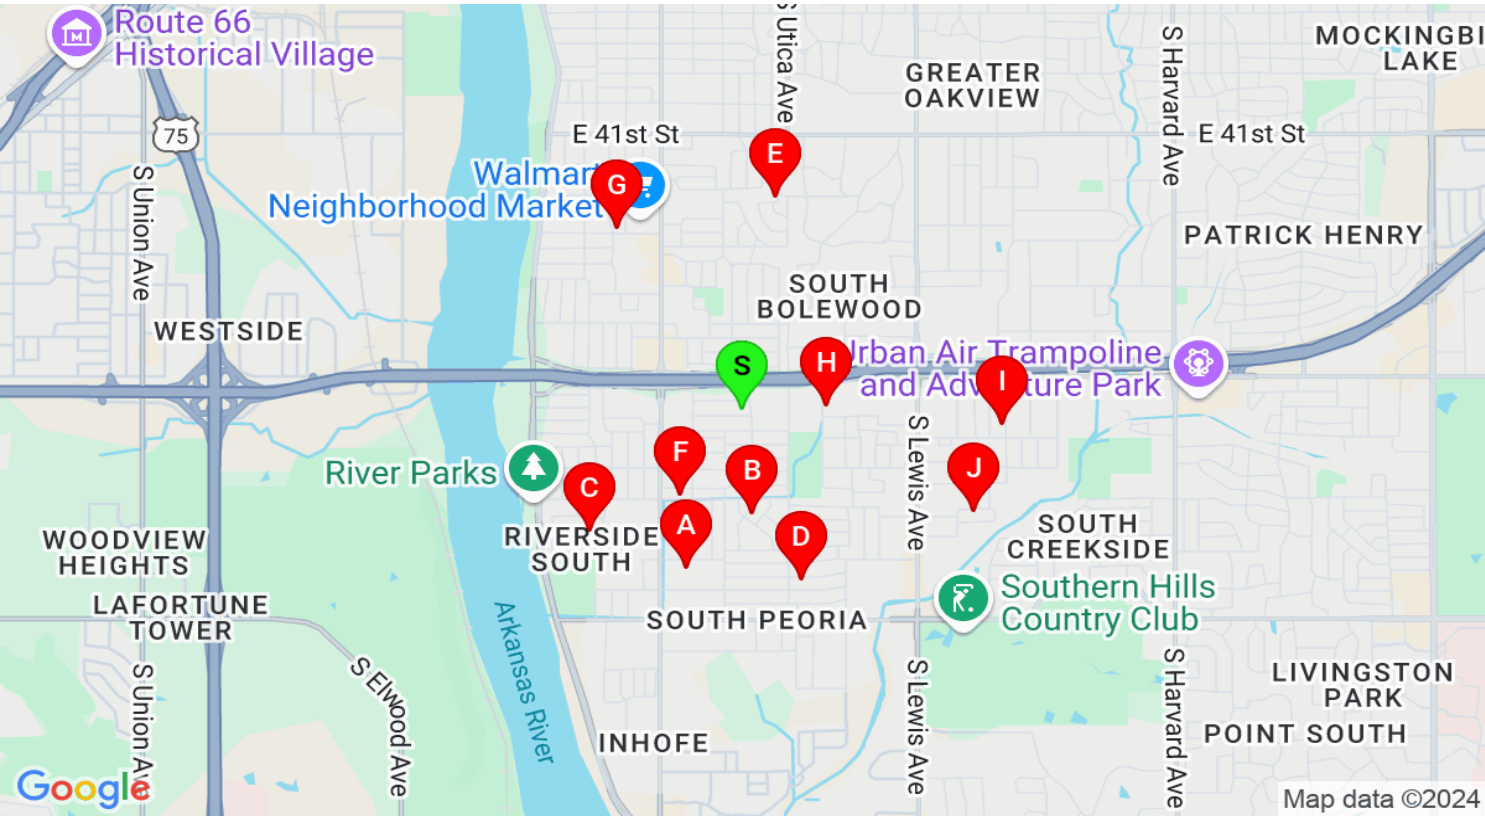 Route 66
Historical Village
S Utica Ave
S Harvard Ave
MOCKINGBI
LAKE
GREATER
OAKVIEW
75
E 41st St
E 41st St
E
Walmart
Neighborhood Market
G
S Union Ave
PATRICK HENRY
SOUTH
BOLEWOOD
WESTSIDE
S
H
Urban Air Trampoline
and Adventure Park
I
S Lewis Ave
River Parks
F
B
C
J
A
D
RIVERSIDE
SOUTH
WOODVIEW
HEIGHTS
SOUTH
CREEKSIDE
LAFORTUNE
TOWER
SOUTH PEORIA
Southern Hills
Country Club
Arkansas River
S Union Av
S Elwood Ave
S Lewis Ave
S Harvard Ave
LIVINGSTON
PARK
POINT SOUTH
INHOFE
Google
Map data ©2024